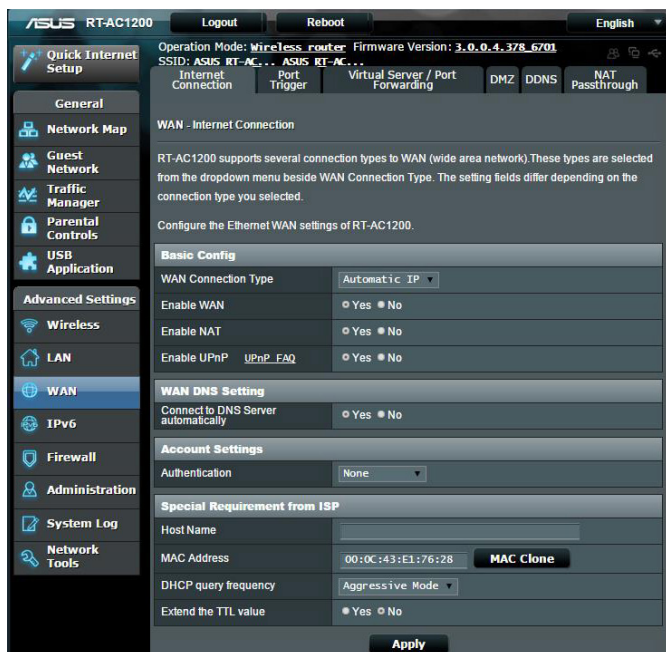 ASUS RT-AC1200 Logout Reboot English
Quick Internet Setup
Operation Mode: Wireless router Firmware Version: 3.0.0.4.378_6701
SSID: ASUS RT-AC... ASUS RT-AC...
Internet Connection Port Trigger Virtual Server / Port Forwarding DMZ DDNS NAT Passthrough
General
Network Map
Guest Network
Traffic Manager
Parental Controls
USB Application
Advanced Settings
Wireless
LAN
WAN
IPv6
Firewall
Administration
System Log
Network Tools
WAN - Internet Connection
RT-AC1200 supports several connection types to WAN (wide area network).These types are selected
from the dropdown menu beside WAN Connection Type. The setting fields differ depending on the
connection type you selected.
Configure the Ethernet WAN settings of RT-AC1200.
Basic Config
WAN Connection Type Automatic IP
Enable WAN Yes No
Enable NAT Yes No
Enable UPnP UPnP FAQ Yes No
WAN DNS Setting
Connect to DNS Server automatically Yes No
Account Settings
Authentication None
Special Requirement from ISP
Host Name
MAC Address 00:0C:43:E1:76:28 MAC Clone
DHCP query frequency Aggressive Mode
Extend the TTL value Yes No
Apply